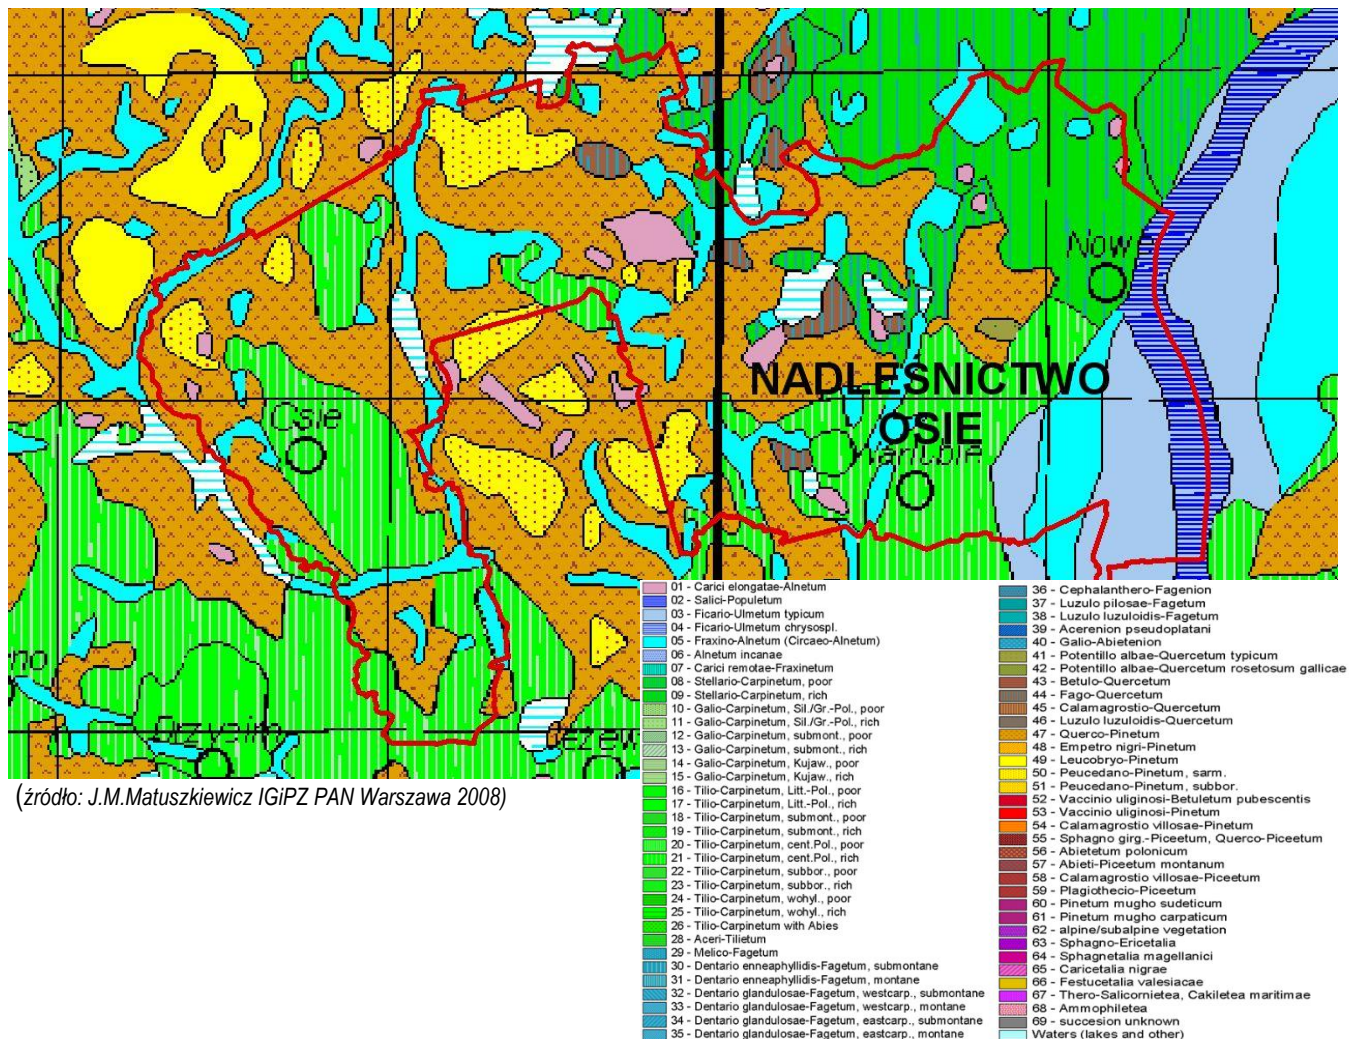 Now
NADLEŚNICTWO
OSIE
Osie
(źródło: J.M.Matuszkiewicz IGiPZ PAN Warszawa 2008)
01 - Carici elongatae-Alnetum
02 - Salici-Populetum
03 - Ficario-Ulmetum typicum
04 - Ficario-Ulmetum chrysospl.
05 - Fraxino-Alnetum (Circaeo-Alnetum)
06 - Alnetum incanae
07 - Carici remotae-Fraxinetum
08 - Stellario-Carpinetum, poor
09 - Stellario-Carpinetum, rich
10 - Galio-Carpinetum, Sil./Gr.-Pol., poor
11 - Galio-Carpinetum, Sil./Gr.-Pol., rich
12 - Galio-Carpinetum, submont., poor
13 - Galio-Carpinetum, submont., rich
14 - Galio-Carpinetum, Kujaw., poor
15 - Galio-Carpinetum, Kujaw., rich
16 - Tilio-Carpinetum, Litt.-Pol., poor
17 - Tilio-Carpinetum, Litt.-Pol., rich
18 - Tilio-Carpinetum, submont., poor
19 - Tilio-Carpinetum, submont., rich
20 - Tilio-Carpinetum, cent.Pol., poor
21 - Tilio-Carpinetum, cent.Pol., rich
22 - Tilio-Carpinetum, subbor., poor
23 - Tilio-Carpinetum, subbor., rich
24 - Tilio-Carpinetum, wohyl., poor
25 - Tilio-Carpinetum, wohyl., rich
26 - Tilio-Carpinetum with Abies
28 - Aceri-Tilietum
29 - Melico-Fagetum
30 - Dentario enneaphyllidis-Fagetum, submontane
31 - Dentario enneaphyllidis-Fagetum, montane
32 - Dentario glandulosae-Fagetum, westcarp., submontane
33 - Dentario glandulosae-Fagetum, westcarp., montane
34 - Dentario glandulosae-Fagetum, eastcarp., submontane
35 - Dentario glandulosae-Fagetum, eastcarp., montane
36 - Cephalanthero-Fagenion
37 - Luzulo pilosae-Fagetum
38 - Luzulo luzuloidis-Fagetum
39 - Acerenion pseudoplatani
40 - Galio-Abietenion
41 - Potentillo albae-Quercetum typicum
42 - Potentillo albae-Quercetum rosetosum gallicae
43 - Betulo-Quercetum
44 - Fago-Quercetum
45 - Calamagrostio-Quercetum
46 - Luzulo luzuloidis-Quercetum
47 - Querco-Pinetum
48 - Empetro nigri-Pinetum
49 - Leucobryo-Pinetum
50 - Peucedano-Pinetum, sarm.
51 - Peucedano-Pinetum, subbor.
52 - Vaccinio uliginosi-Betuletum pubescentis
53 - Vaccinio uliginosi-Pinetum
54 - Calamagrostio villosae-Pinetum
55 - Sphagno girg.-Piceetum, Querco-Piceetum
56 - Abietetum polonicum
57 - Abieti-Piceetum montanum
58 - Calamagrostio villosae-Piceetum
59 - Plagiothecio-Piceetum
60 - Pinetum mugho sudeticum
61 - Pinetum mugho carpaticum
62 - alpine/subalpine vegetation
63 - Sphagno-Ericetalia
64 - Sphagnetalia magellanici
65 - Caricetalia nigrae
66 - Festucetalia valesiacae
67 - Thero-Salicornietea, Cakiletea maritimae
68 - Ammophiletea
69 - succesion unknown
Waters (lakes and other)